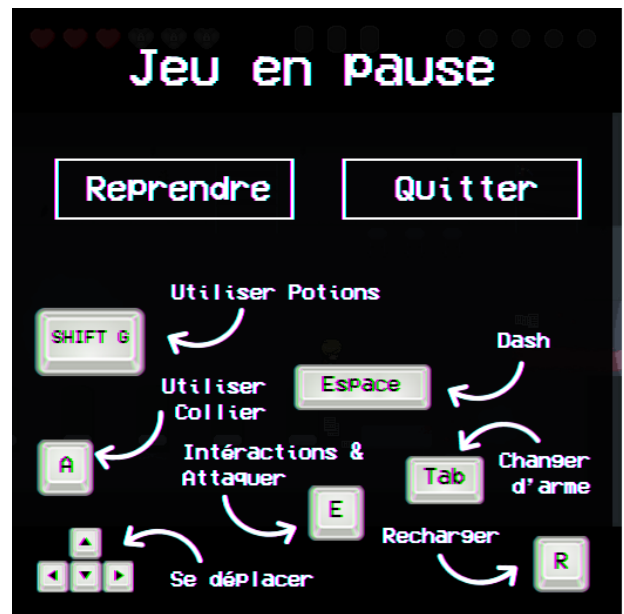 Jeu en pause
Reprendre
Quitter
Utiliser Potions
SHIFT G
Dash
Espace
Utiliser
Collier
A
Intéractions &
Attaquer
E
Changer
d'arme
Tab
Recharger
R
Se déplacer